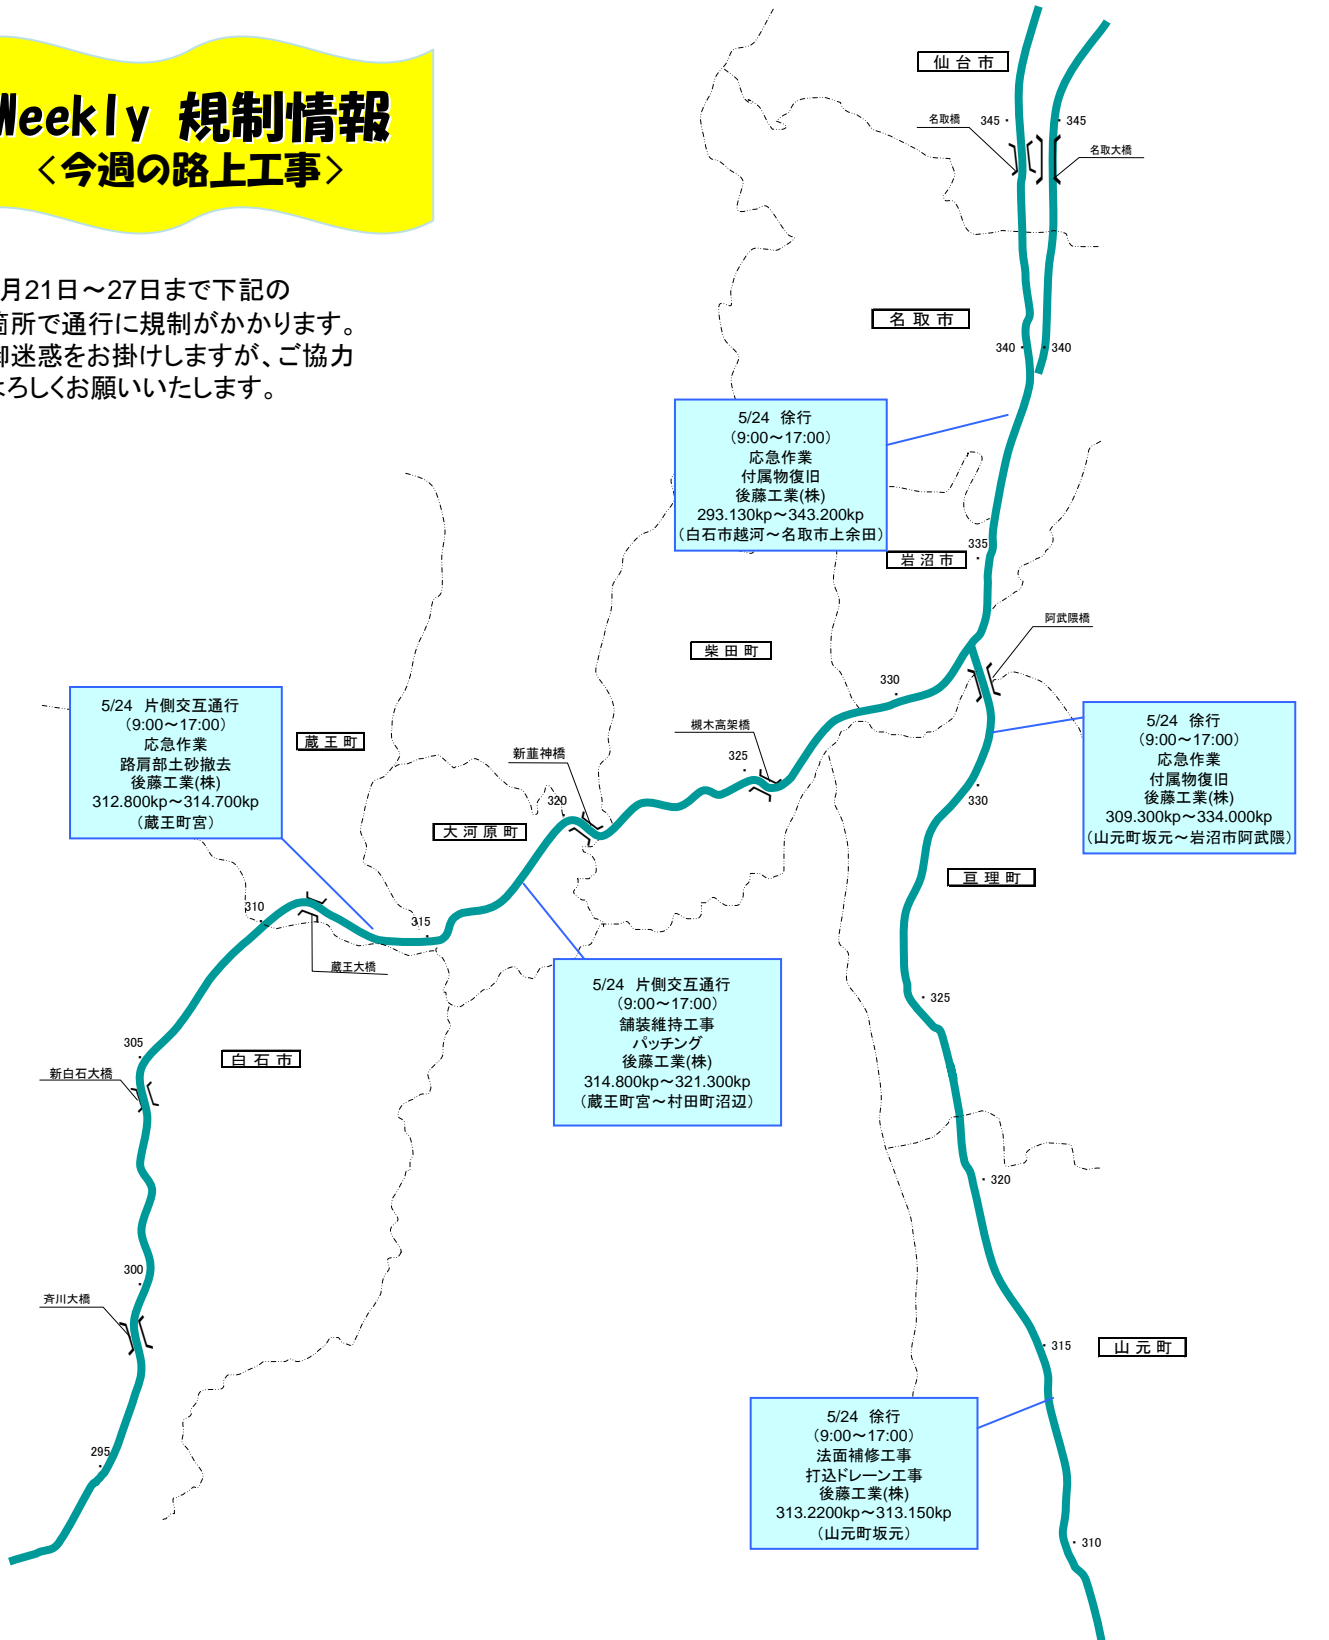 Weekly 規制情報
＜今週の路上工事＞
月21日～27日まで下記の
箇所で通行に規制がかかります。
御迷惑をお掛けしますが、ご協力
よろしくお願いいたします。
仙台市
名取橋
345
345
名取大橋
名取市
340
340
5/24 徐行
（9:00～17:00）
応急作業
付属物復旧
後藤工業(株)
293.130kp～343.200kp
（白石市越河～名取市上余田）
335
岩沼市
阿武隈橋
柴田町
330
5/24 片側交互通行
（9:00～17:00）
応急作業
路肩部土砂撤去
後藤工業(株)
312.800kp～314.700kp
（蔵王町宮）
蔵王町
新韮神橋
槻木高架橋
325
5/24 徐行
（9:00～17:00）
応急作業
付属物復旧
後藤工業(株)
309.300kp～334.000kp
（山元町坂元～岩沼市阿武隈）
330
320
大河原町
亘理町
310
315
蔵王大橋
5/24 片側交互通行
（9:00～17:00）
舗装維持工事
パッチング
後藤工業(株)
314.800kp～321.300kp
（蔵王町宮～村田町沼辺）
325
305
白石市
新白石大橋
320
300
斉川大橋
315
山元町
5/24 徐行
（9:00～17:00）
法面補修工事
打込ドレーン工事
後藤工業(株)
313.2200kp～313.150kp
（山元町坂元）
295
310